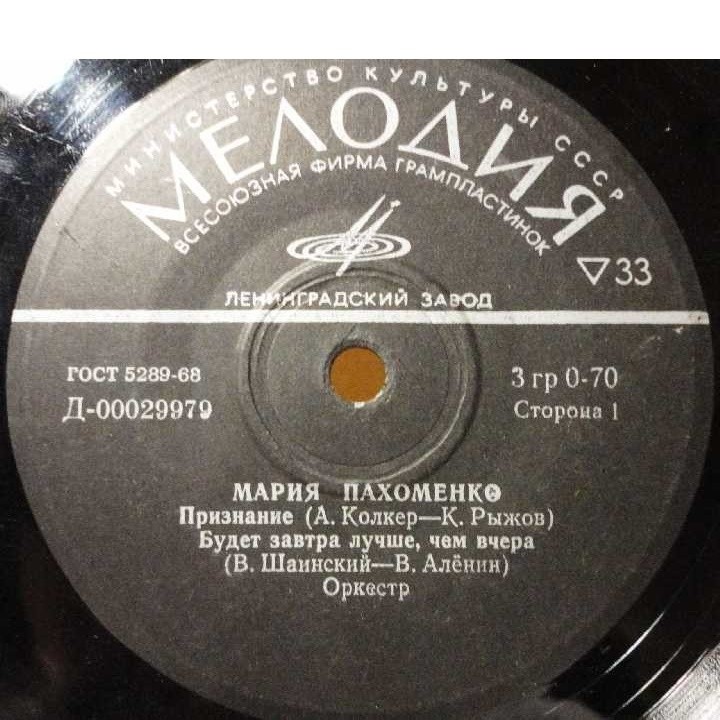 МИНИСТЕРСТВО КУЛЬТУРЫ СССР
МЕЛОДИЯ
ВСЕСОЮЗНАЯ ФИРМА ГРАМПЛАСТИНОК
▽33
ЛЕНИНГРАДСКИЙ ЗАВОД
ГОСТ 5289-68
3 гр 0-70
Д-00029979
Сторона 1
МАРИЯ ПАХОМЕНКО
Признание (А. Колкер—К. Рыжов)
Будет завтра лучше, чем вчера
(В. Шаинский—В. Алёнин)
Оркестр